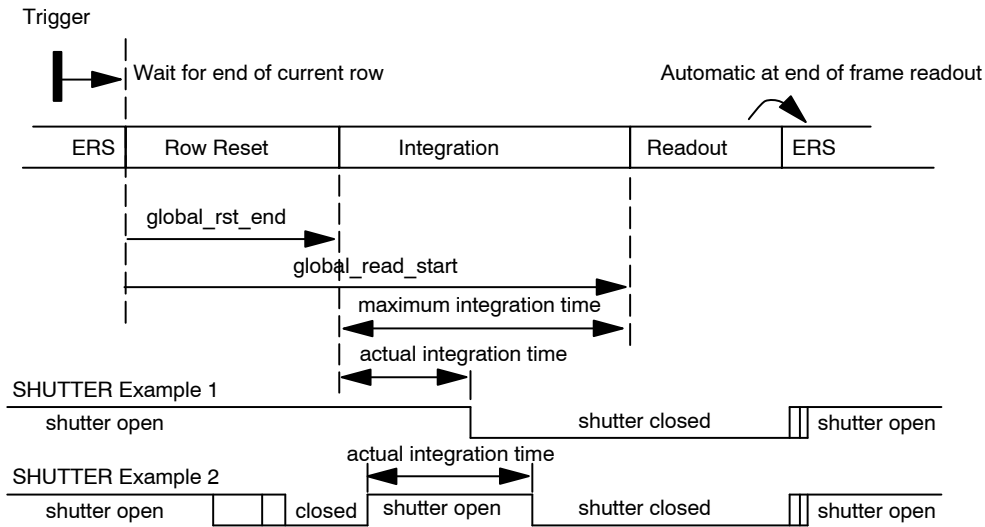 Trigger
Wait for end of current row
Automatic at end of frame readout
ERS
Row Reset
Integration
Readout
ERS
global_rst_end
global_read_start
maximum integration time
actual integration time
SHUTTER Example 1
shutter open
shutter closed
shutter open
actual integration time
SHUTTER Example 2
shutter open
closed
shutter open
shutter closed
shutter open